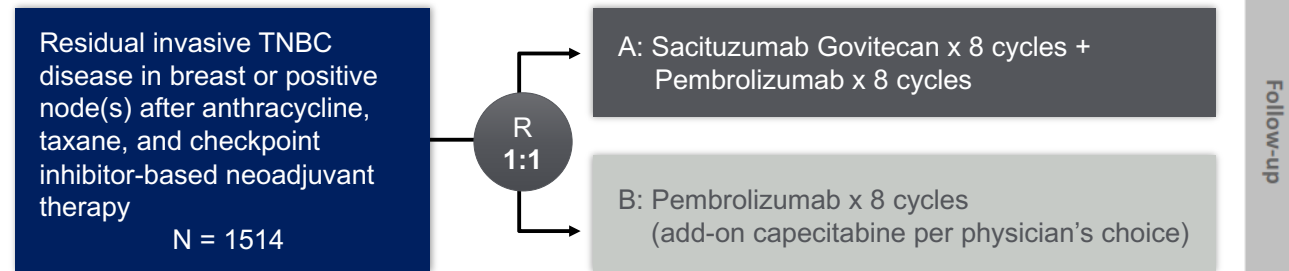 Residual invasive TNBC
disease in breast or positive
node(s) after anthracycline,
taxane, and checkpoint
inhibitor-based neoadjuvant
therapy
N = 1514
R
1:1
A: Sacituzumab Govitecan x 8 cycles +
Pembrolizumab x 8 cycles
B: Pembrolizumab x 8 cycles
(add-on capecitabine per physician's choice)
Follow-up